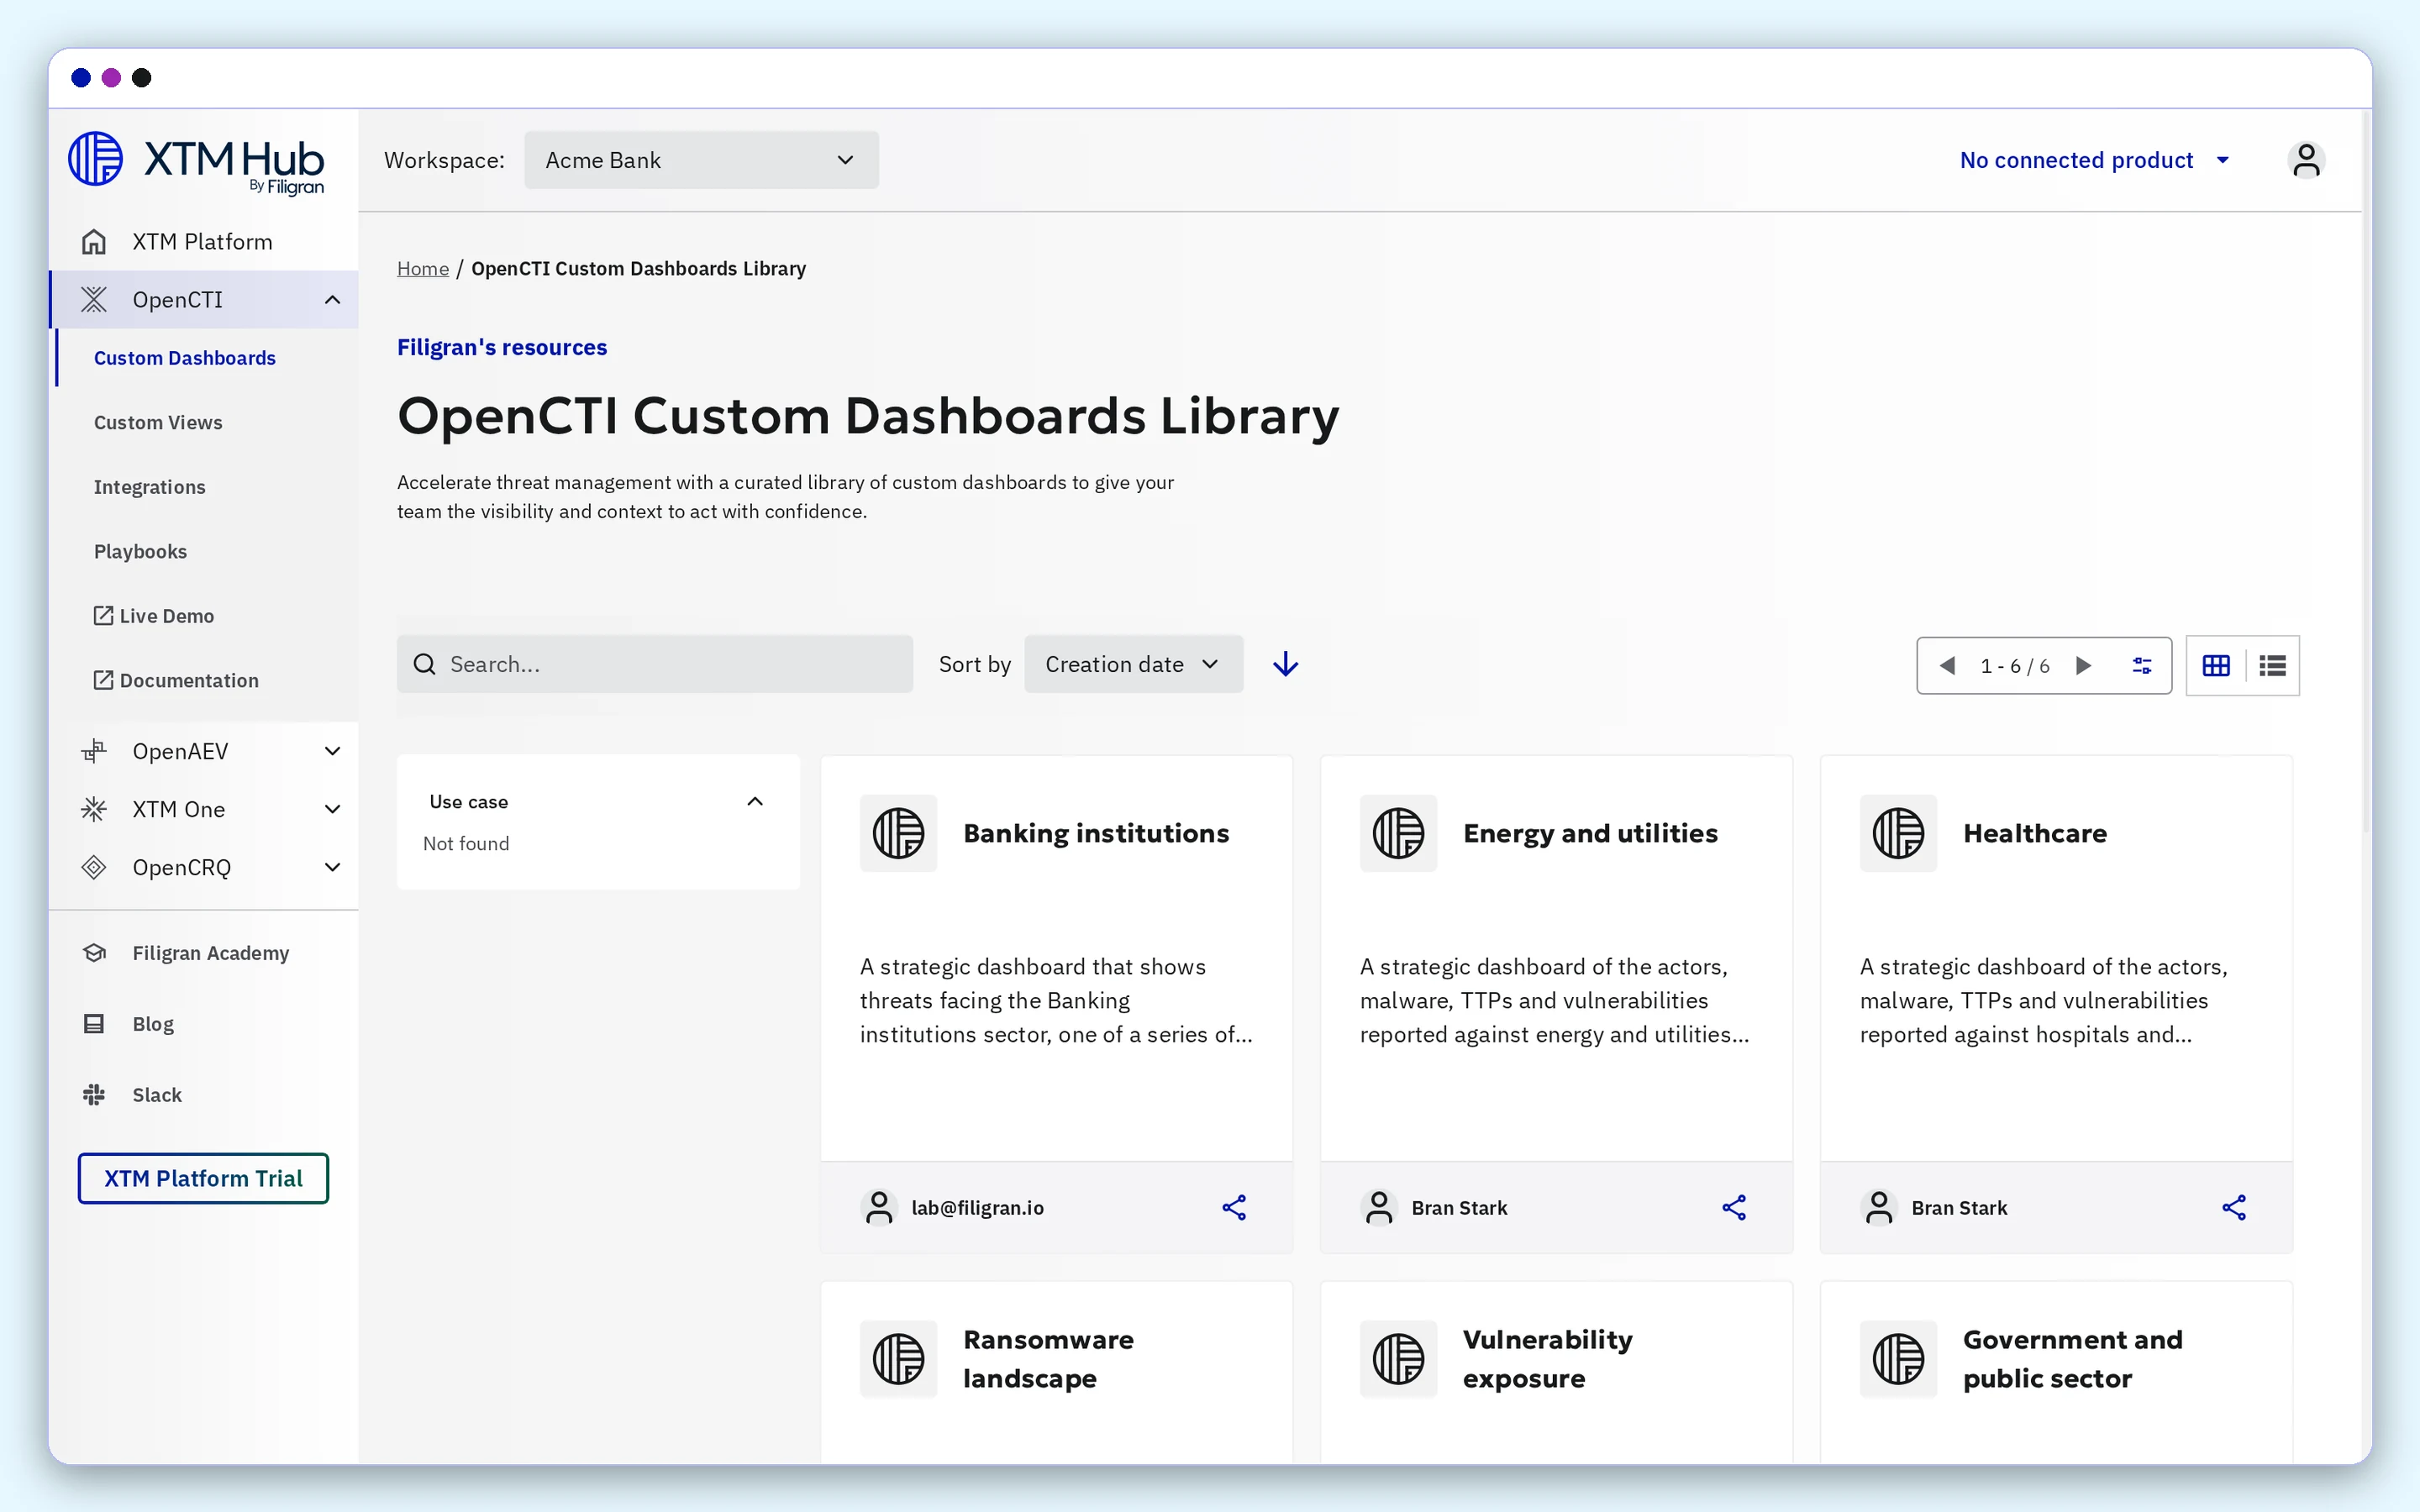 XTM Hub
By Filigran
Workspace:
Acme Bank
No connected product
XTM Platform
OpenCTI
Custom Dashboards
Custom Views
Integrations
Playbooks
Live Demo
Documentation
OpenAEV
XTM One
OpenCRQ
Filigran Academy
Blog
Slack
XTM Platform Trial
Home / OpenCTI Custom Dashboards Library
Filigran's resources
OpenCTI Custom Dashboards Library
Accelerate threat management with a curated library of custom dashboards to give your
team the visibility and context to act with confidence.
Search...
Sort by
Creation date
1 - 6 / 6
Use case
Not found
Banking institutions
A strategic dashboard that shows
threats facing the Banking
institutions sector, one of a series of...
lab@filigran.io
Energy and utilities
A strategic dashboard of the actors,
malware, TTPs and vulnerabilities
reported against energy and utilities...
Bran Stark
Healthcare
A strategic dashboard of the actors,
malware, TTPs and vulnerabilities
reported against hospitals and...
Bran Stark
Ransomware
landscape
Vulnerability
exposure
Government and
public sector